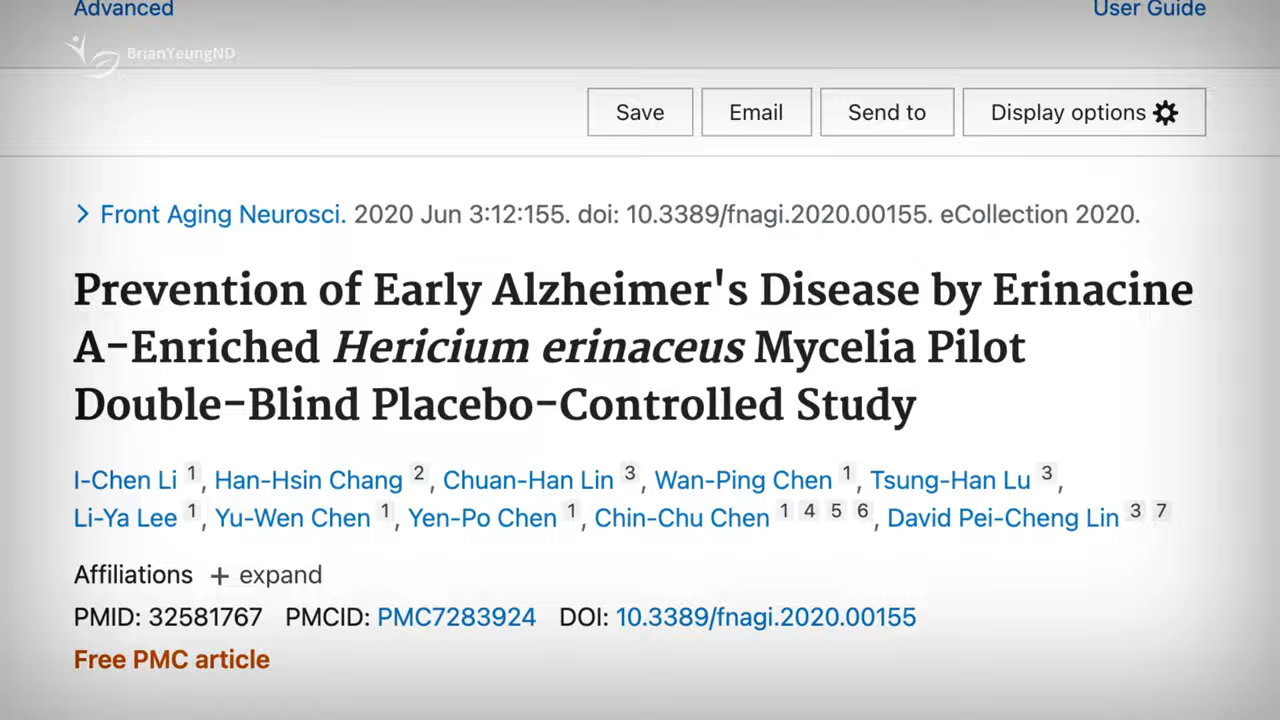 Advanced
User Guide
BrianYeungND
Save
Email
Send to
Display options
Front Aging Neurosci. 2020 Jun 3:12:155. doi: 10.3389/fnagi.2020.00155. eCollection 2020.
Prevention of Early Alzheimer's Disease by Erinacine
A-Enriched Hericium erinaceus Mycelia Pilot
Double-Blind Placebo-Controlled Study
I-Chen Li 1, Han-Hsin Chang 2, Chuan-Han Lin 3, Wan-Ping Chen 1, Tsung-Han Lu 3,
Li-Ya Lee 1, Yu-Wen Chen 1, Yen-Po Chen 1, Chin-Chu Chen 1 4 5 6, David Pei-Cheng Lin 3 7
Affiliations + expand
PMID: 32581767 PMCID: PMC7283924 DOI: 10.3389/fnagi.2020.00155
Free PMC article